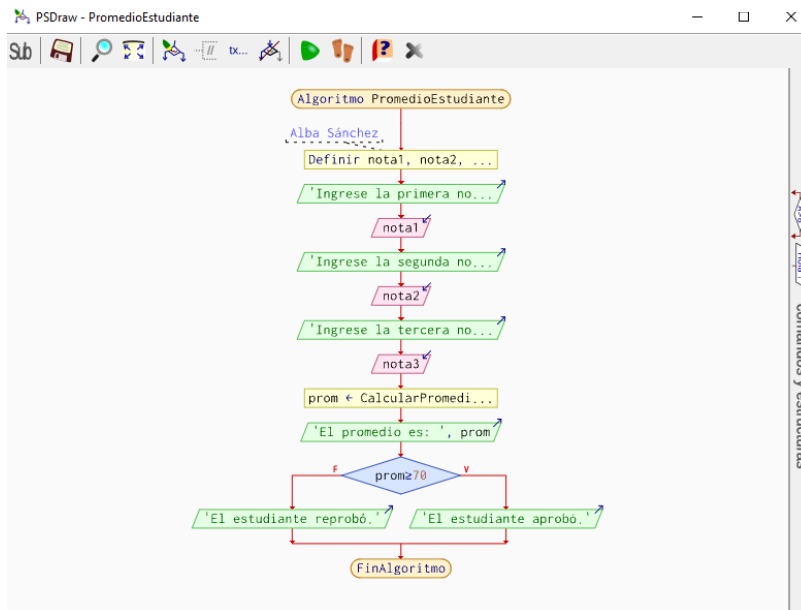 PSDraw - PromedioEstudiante
Sub
tx...
Algoritmo PromedioEstudiante
Alba Sánchez
Definir nota1, nota2, ...
'Ingrese la primera no...
nota1
'Ingrese la segunda no...
nota2
'Ingrese la tercera no...
nota3
prom ← CalcularPromedi...
'El promedio es: ', prom
prom≥70
F
V
'El estudiante reprobó.'
'El estudiante aprobó.'
FinAlgoritmo
comandos y estructuras